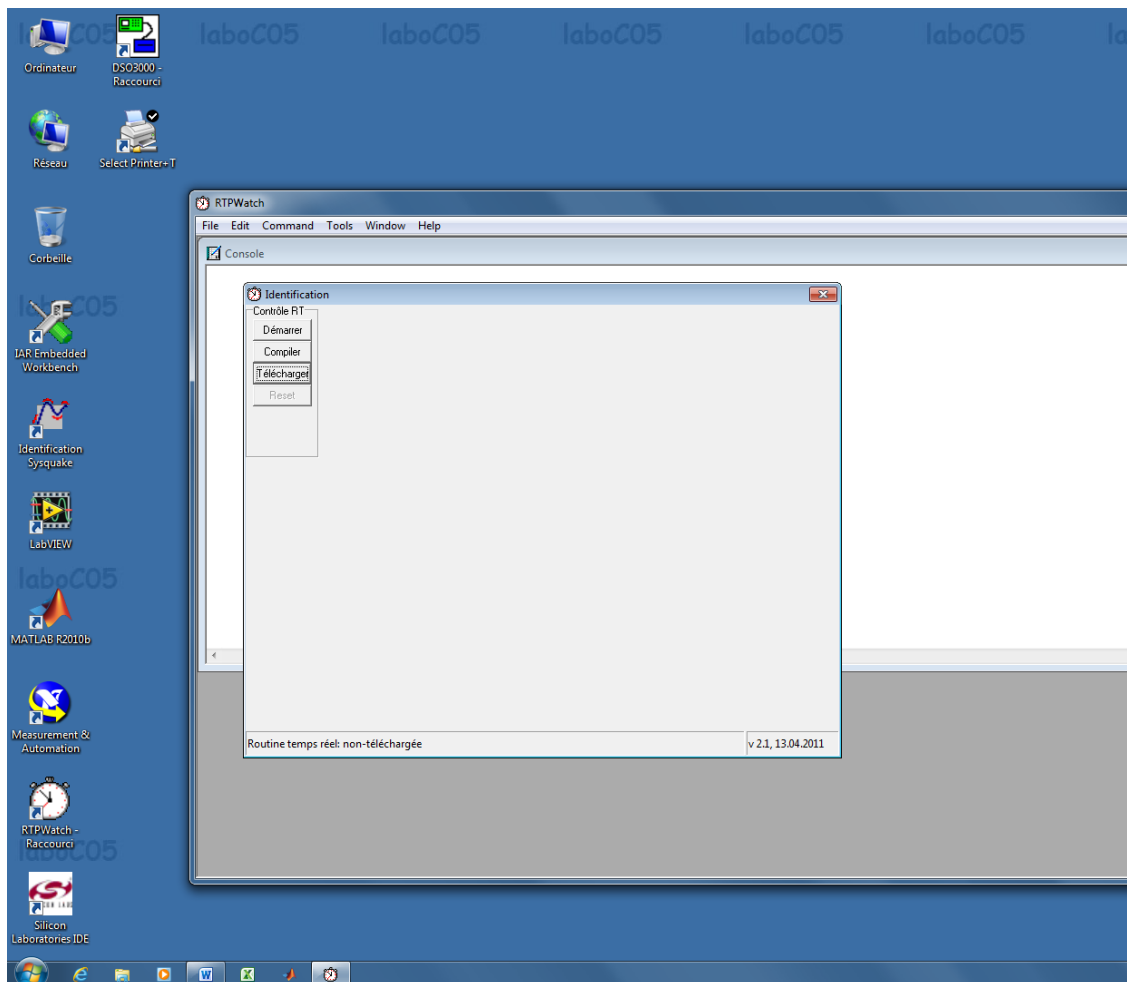 laboC05 laboC05 laboC05 laboC05 laboC05
Ordinateur
DSO3000 -
Raccourci
Réseau
Select Printer+ T
Corbeille
laboC05
IAR Embedded
Workbench
Identification
Sysquake
LabVIEW
laboC05
MATLAB R2010b
Measurement &
Automation
RTPWatch -
Raccourci
laboC05
Silicon
Laboratories IDE
RTPWatch
File Edit Command Tools Window Help
Console
Identification
Contrôle RT
Démarrer
Compiler
Télécharger
Reset
Routine temps réel: non-téléchargée
v 2.1, 13.04.2011